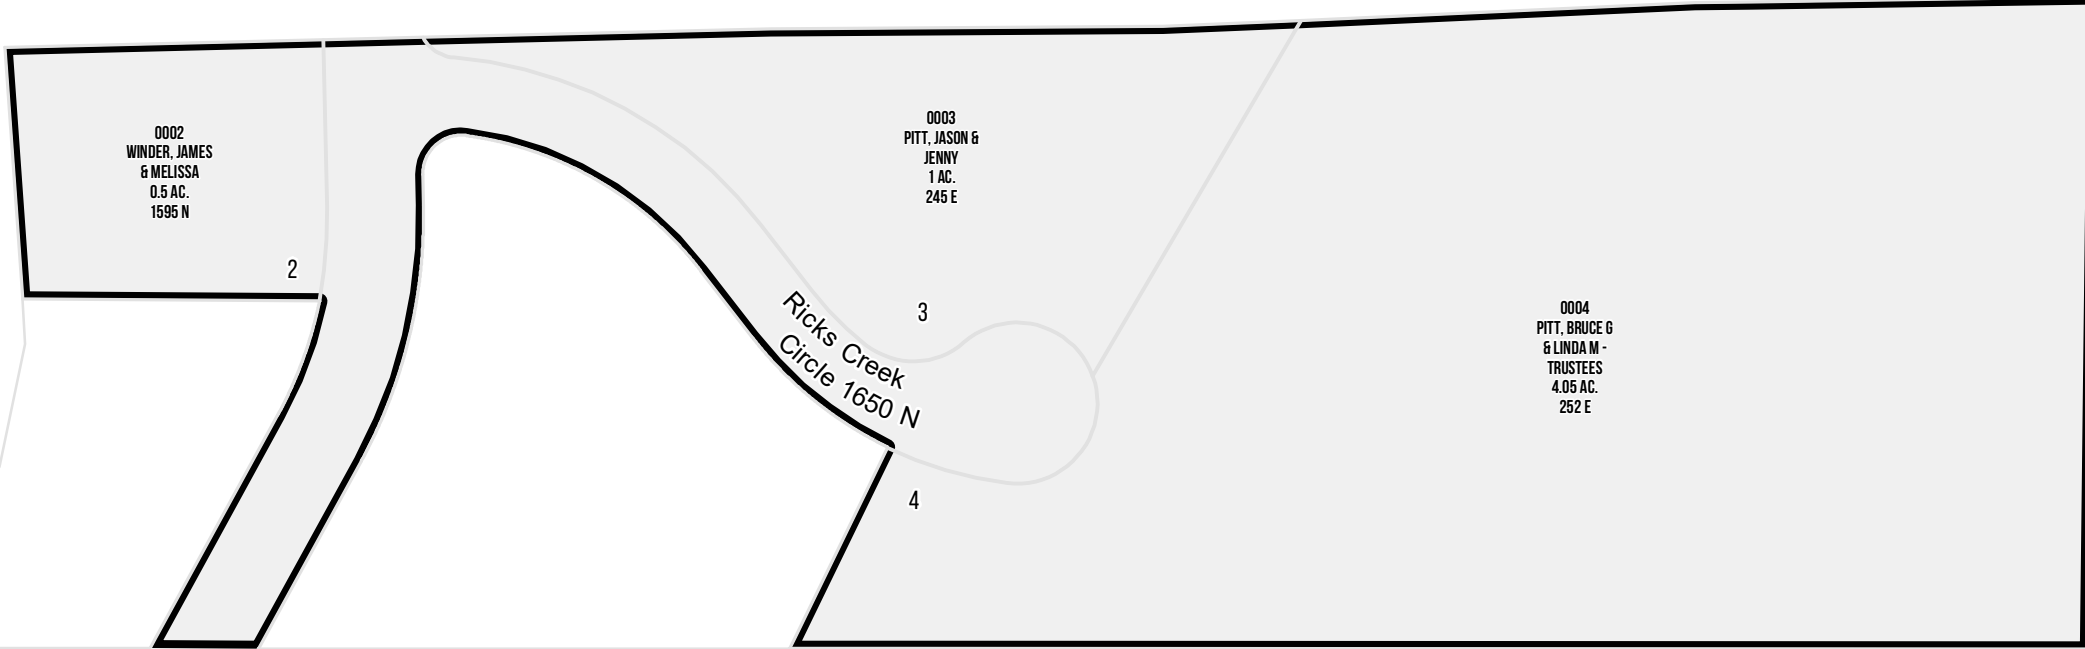 0002
WINDER, JAMES
& MELISSA
0.5 AC.
1595 N
2
0003
PITT, JASON &
JENNY
1 AC.
245 E
3
Ricks Creek
Circle 1650 N
4
0004
PITT, BRUCE G
& LINDA M -
TRUSTEES
4.05 AC.
252 E